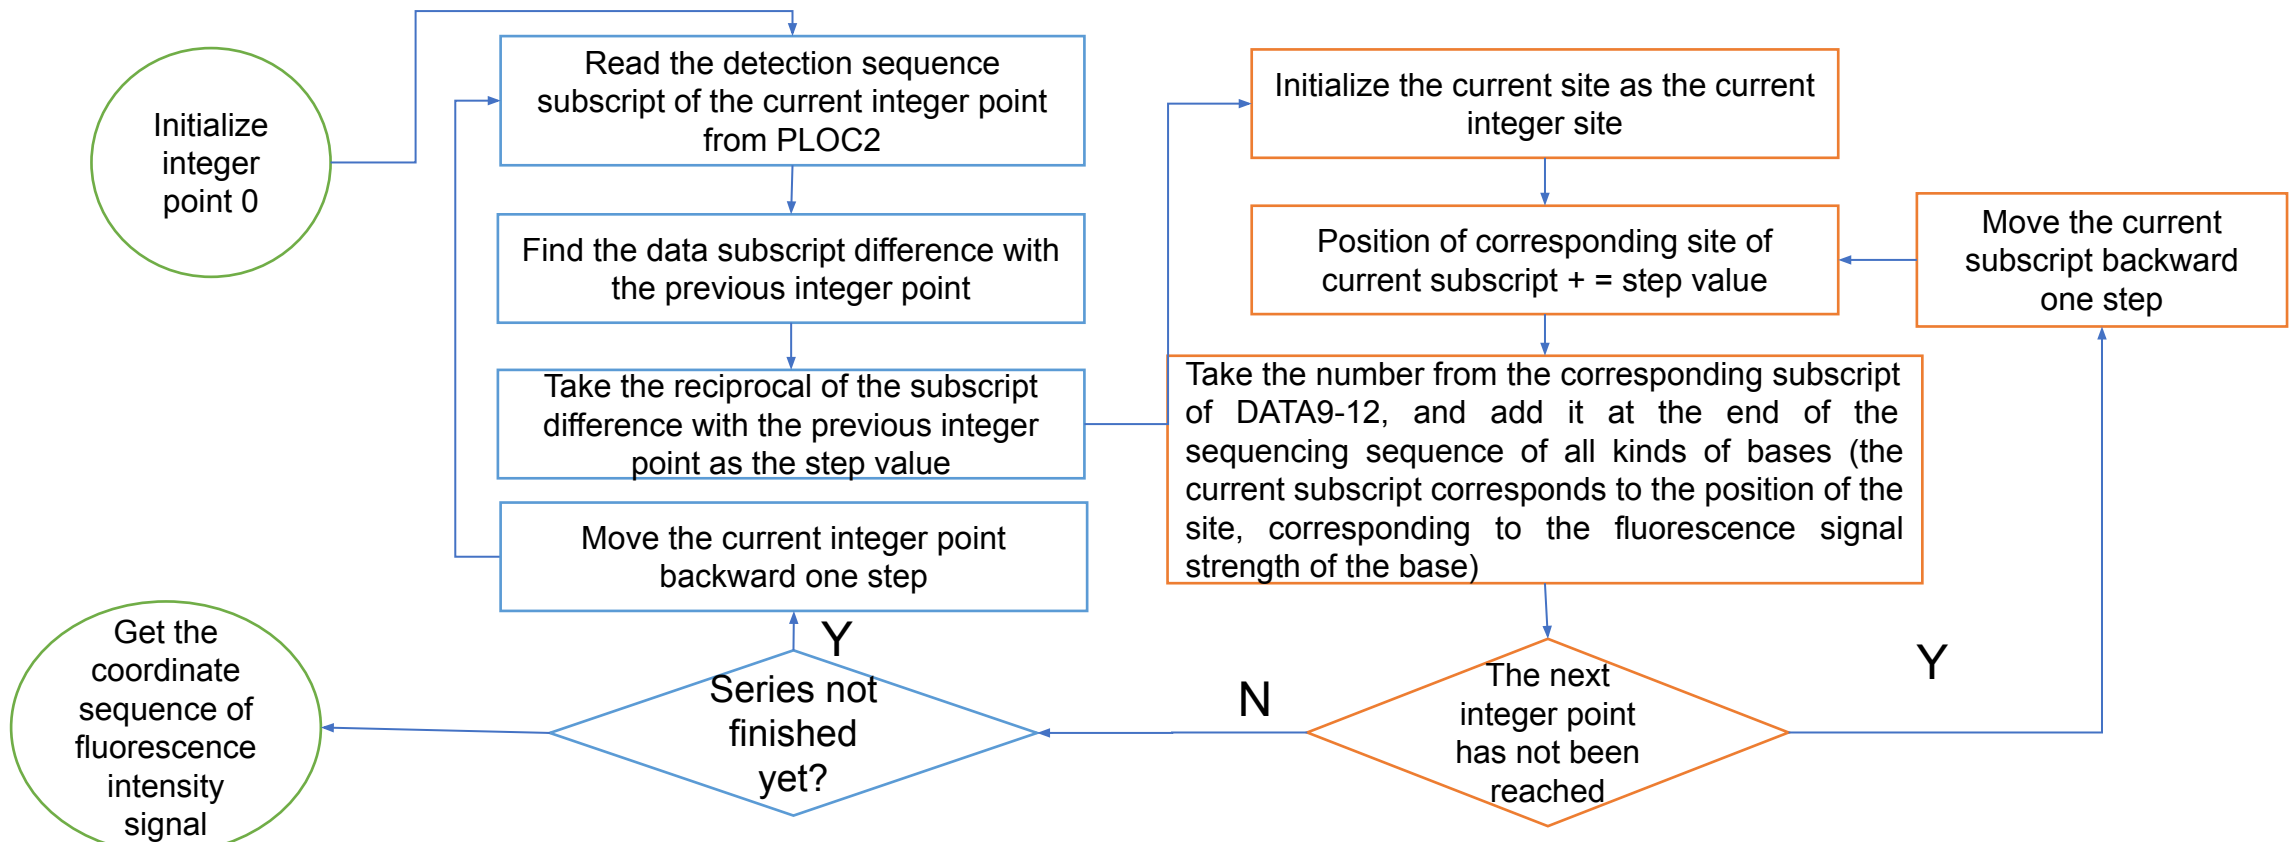 Initialize
integer
point 0
Read the detection sequence
subscript of the current integer point
from PLOC2
Find the data subscript difference with
the previous integer point
Take the reciprocal of the subscript
difference with the previous integer
point as the step value
Move the current integer point
backward one step
Y
Series not
finished
yet?
Get the
coordinate
sequence of
fluorescence
intensity
signal
Initialize the current site as the current
integer site
Position of corresponding site of
current subscript + = step value
Move the current
subscript backward
one step
Take the number from the corresponding subscript
of DATA9-12, and add it at the end of the
sequencing sequence of all kinds of bases (the
current subscript corresponds to the position of the
site, corresponding to the fluorescence signal
strength of the base)
The next
integer point
has not been
reached
N
Y